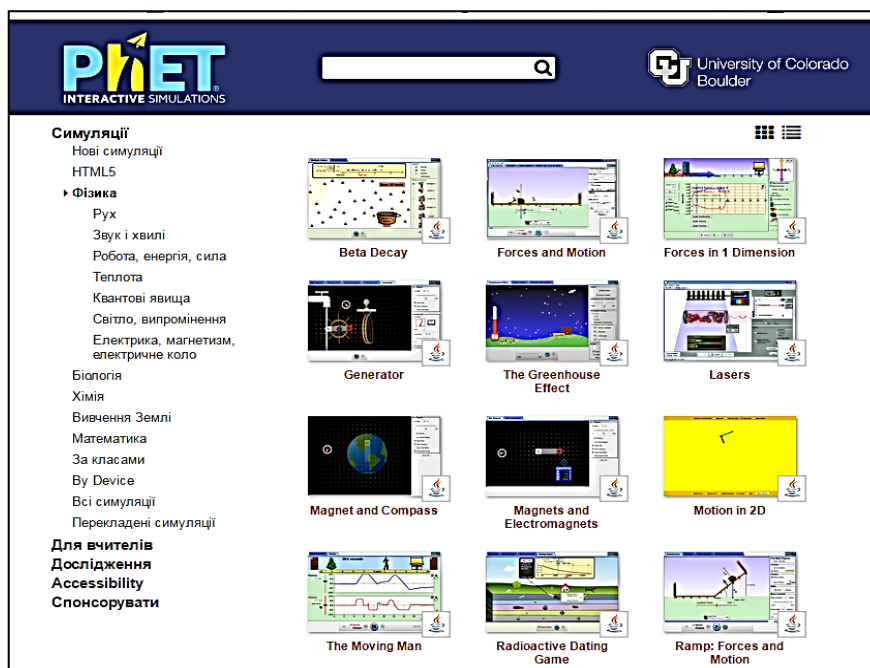 PhET
INTERACTIVE SIMULATIONS
University of Colorado
Boulder
Симуляції
Нові симуляції
HTML5
Фізика
Рух
Звук і хвилі
Робота, енергія, сила
Теплота
Квантові явища
Світло, випромінення
Електрика, магнетизм,
електричне коло
Біологія
Хімія
Вивчення Землі
Математика
За класами
By Device
Всі симуляції
Перекладені симуляції
Для вчителів
Дослідження
Accessibility
Спонсорувати
Beta Decay
Forces and Motion
Forces in 1 Dimension
Generator
The Greenhouse
Effect
Lasers
Magnet and Compass
Magnets and
Electromagnets
Motion in 2D
The Moving Man
Radioactive Dating
Game
Ramp: Forces and
Motion